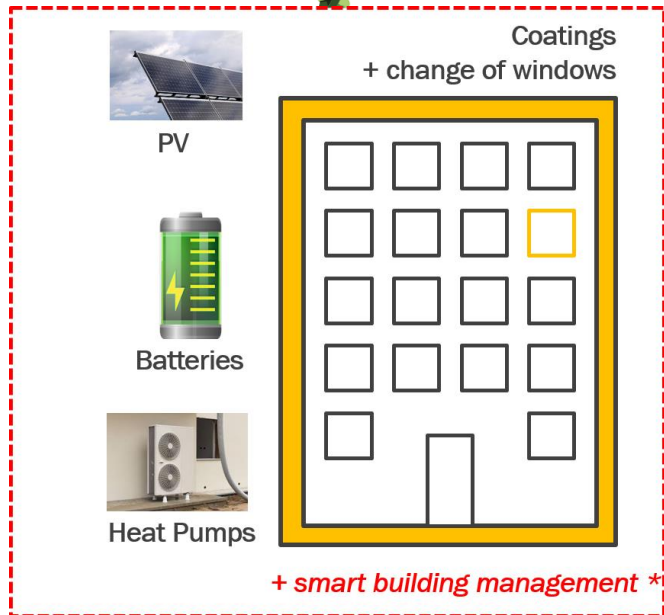 Coatings
+ change of windows
PV
Batteries
Heat Pumps
+ smart building management *